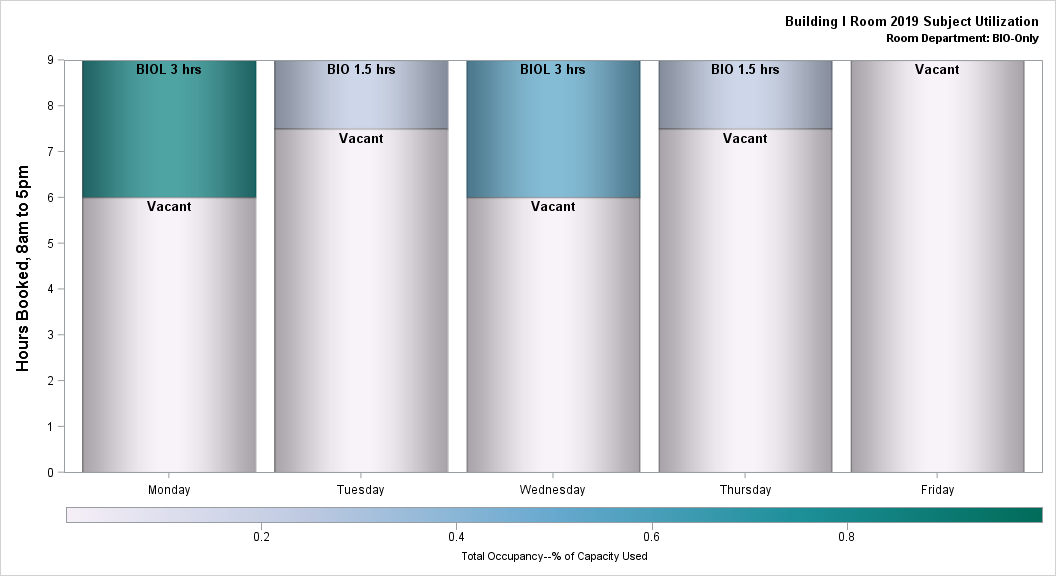 Building I Room 2019 Subject Utilization
Room Department: BIO-Only
Hours Booked, 8am to 5pm
9
8
7
6
5
4
3
2
1
0
BIOL 3 hrs
Vacant
BIO 1.5 hrs
Vacant
BIOL 3 hrs
Vacant
BIO 1.5 hrs
Vacant
Vacant
Monday
Tuesday
Wednesday
Thursday
Friday
0.2
0.4
0.6
0.8
Total Occupancy--% of Capacity Used